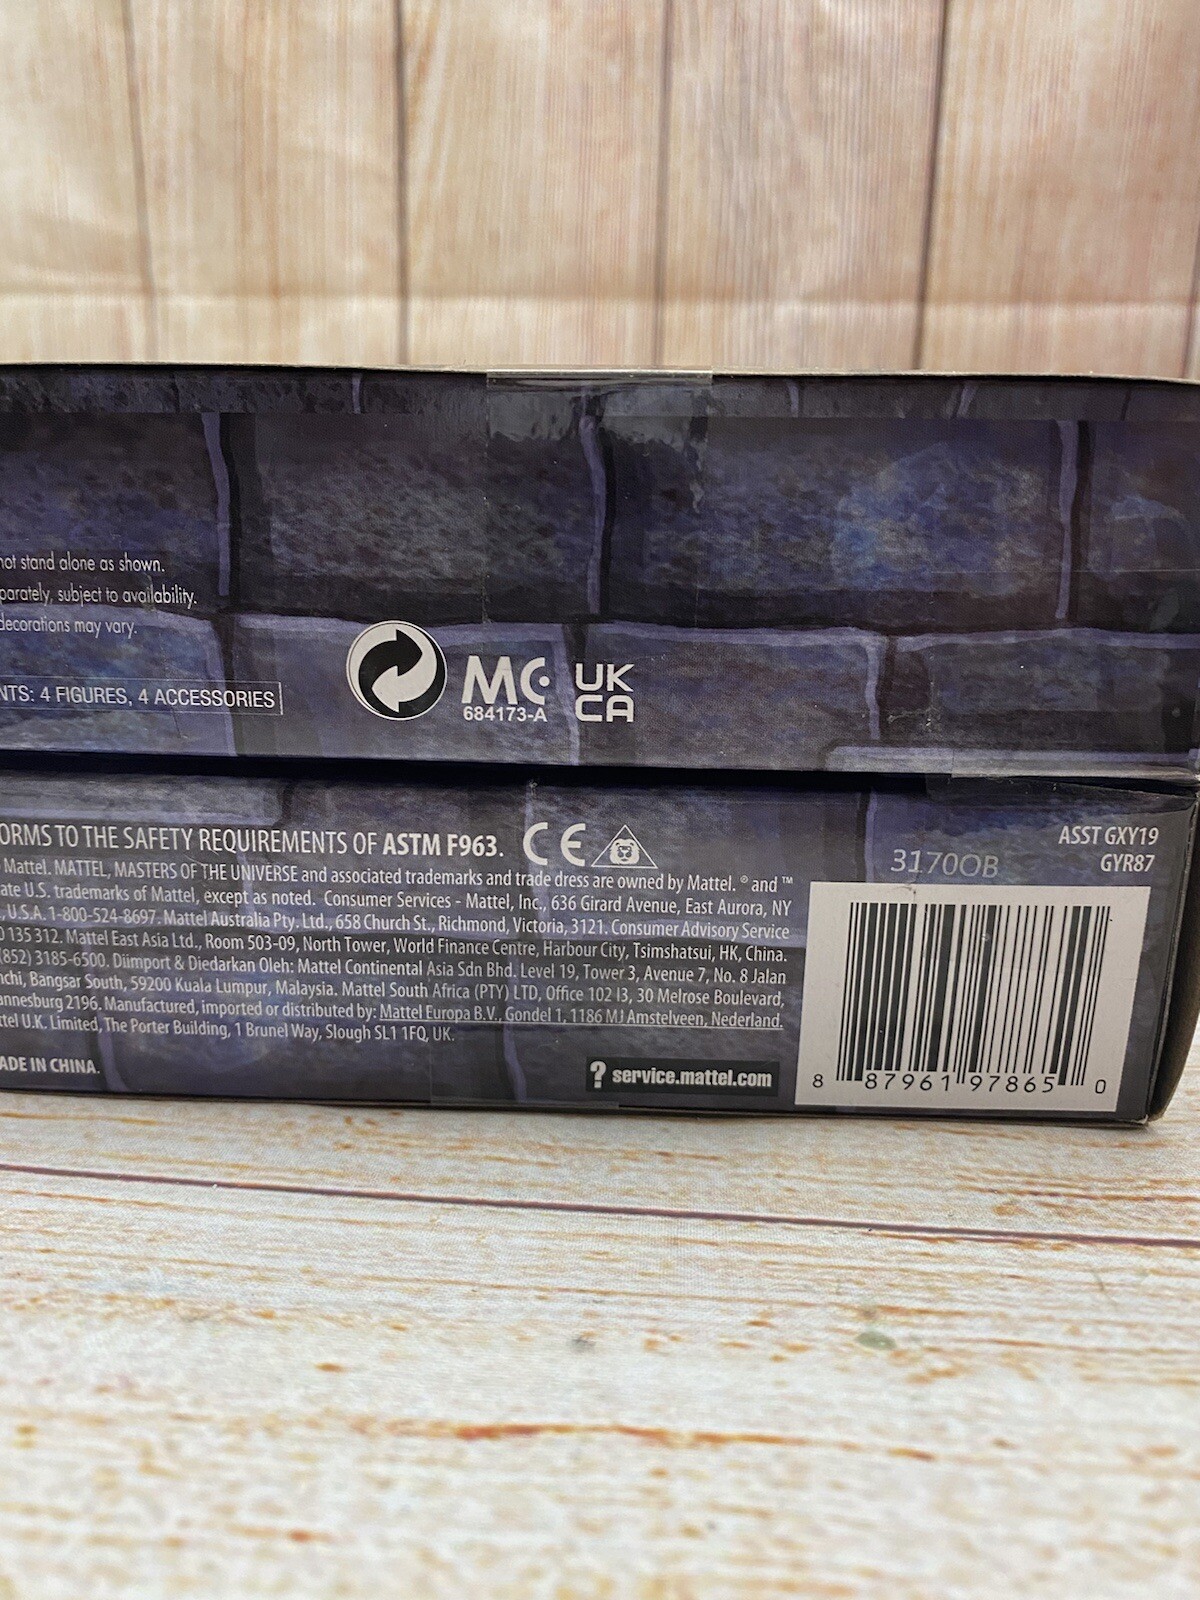 not stand alone as shown.
parately, subject to availability.
decorations may vary.
NTS: 4 FIGURES, 4 ACCESSORIES
MC
684173-A
UK
CA
ORMS TO THE SAFETY REQUIREMENTS OF ASTM F963. CE
ASST GXY19
GYR87
3170OB
Mattel. MATTEL, MASTERS OF THE UNIVERSE and associated trademarks and trade dress are owned by Mattel. ® and ™
ate U.S. trademarks of Mattel, except as noted. Consumer Services - Mattel, Inc., 636 Girard Avenue, East Aurora, NY
, U.S.A. 1-800-524-8697. Mattel Australia Pty. Ltd., 658 Church St., Richmond, Victoria, 3121. Consumer Advisory Service
0 135 312. Mattel East Asia Ltd., Room 503-09, North Tower, World Finance Centre, Harbour City, Tsimshatsui, HK, China.
(852) 3185-6500. Diimport & Diedarkan Oleh: Mattel Continental Asia Sdn Bhd. Level 19, Tower 3, Avenue 7, No. 8 Jalan
nchi, Bangsar South, 59200 Kuala Lumpur, Malaysia. Mattel South Africa (PTY) LTD, Office 102 I3, 30 Melrose Boulevard,
annesburg 2196. Manufactured, imported or distributed by: Mattel Europa B.V., Gondel 1, 1186 MJ Amstelveen, Nederland.
ttel U.K. Limited, The Porter Building, 1 Brunel Way, Slough SL1 1FQ, UK.
ADE IN CHINA.
? service.mattel.com
8 87961 97865 0